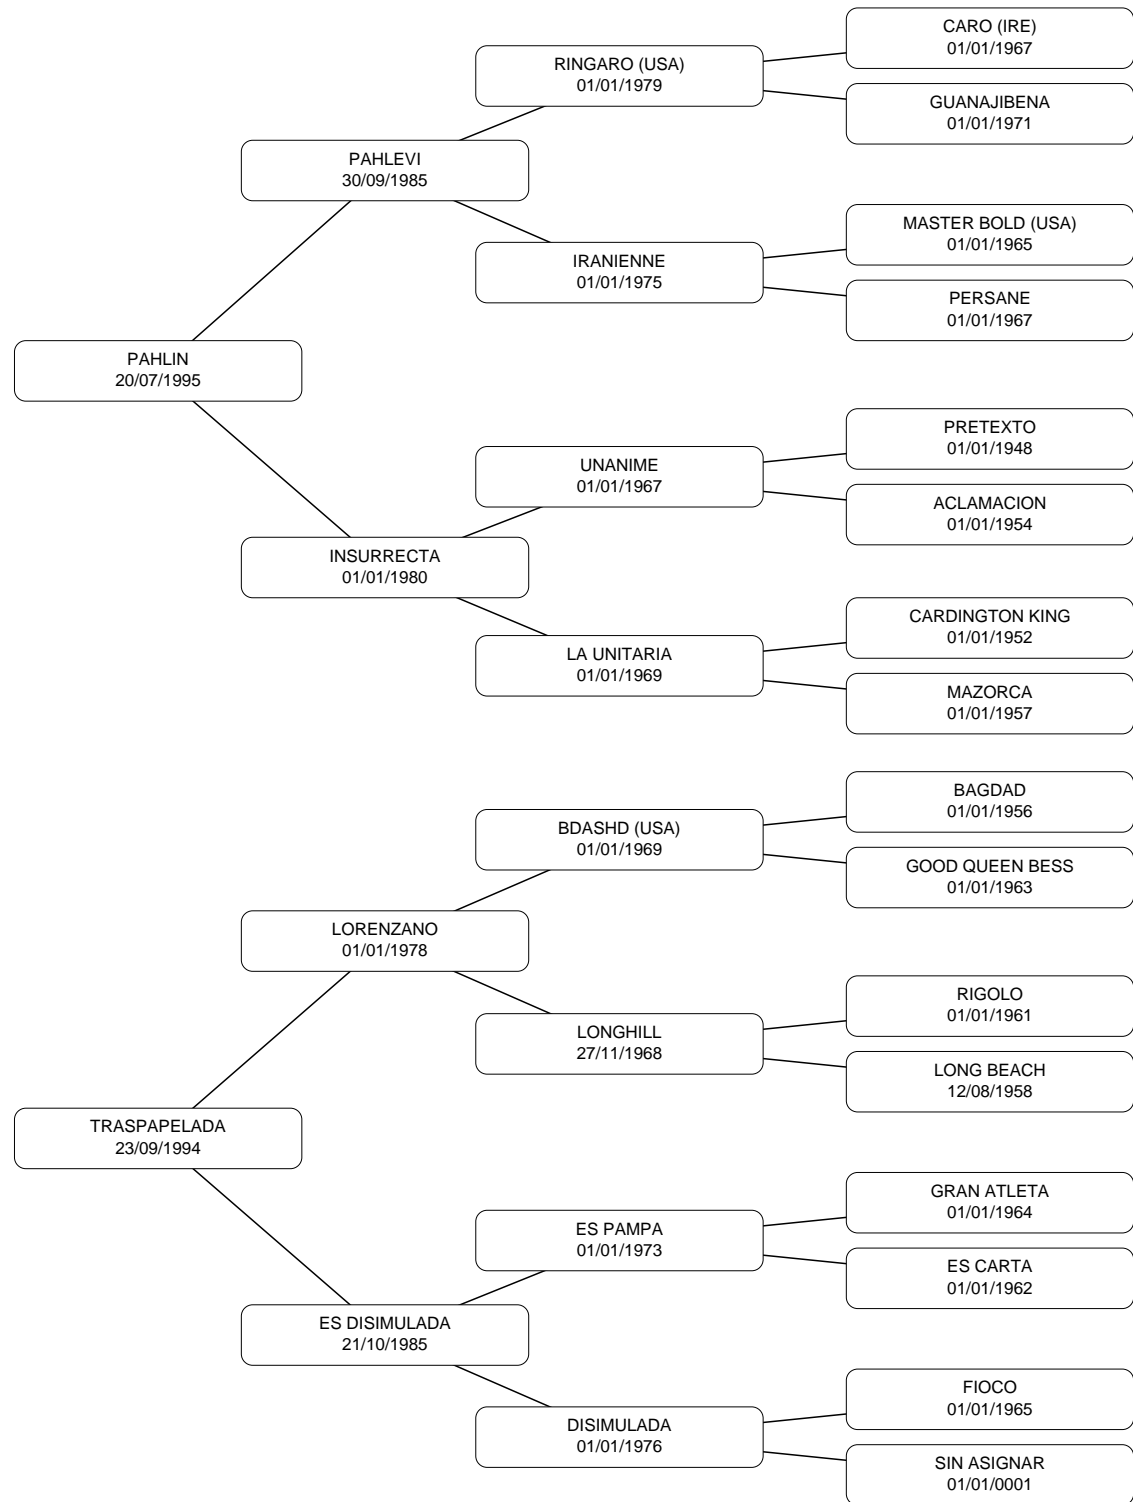 CARO (IRE)
01/01/1967
RINGARO (USA)
01/01/1979
GUANAJIBENA
01/01/1971
PAHLEVI
30/09/1985
MASTER BOLD (USA)
01/01/1965
IRANIENNE
01/01/1975
PERSANE
01/01/1967
PAHLIN
20/07/1995
PRETEXTO
01/01/1948
UNANIME
01/01/1967
ACLAMACION
01/01/1954
INSURRECTA
01/01/1980
CARDINGTON KING
01/01/1952
LA UNITARIA
01/01/1969
MAZORCA
01/01/1957
BAGDAD
01/01/1956
BDASHD (USA)
01/01/1969
GOOD QUEEN BESS
01/01/1963
LORENZANO
01/01/1978
RIGOLO
01/01/1961
LONGHILL
27/11/1968
LONG BEACH
12/08/1958
TRASPAPELADA
23/09/1994
GRAN ATLETA
01/01/1964
ES PAMPA
01/01/1973
ES CARTA
01/01/1962
ES DISIMULADA
21/10/1985
FIOCO
01/01/1965
DISIMULADA
01/01/1976
SIN ASIGNAR
01/01/0001